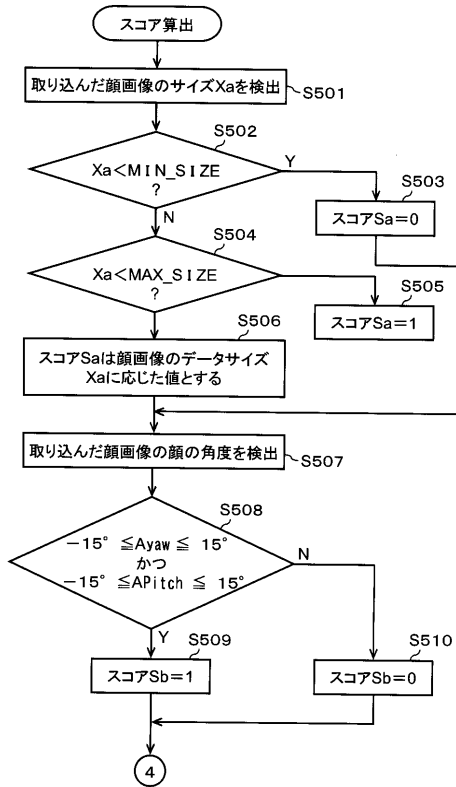 スコア算出
取り込んだ顔画像のサイズXaを検出
S501
S502
Xa<MIN_SIZE
?
Y
N
S503
スコアSa=0
S504
Xa<MAX_SIZE
?
S505
スコアSa=1
S506
スコアSaは顔画像のデータサイズ
Xaに応じた値とする
取り込んだ顔画像の顔の角度を検出
S507
S508
−15° ≦Ayaw≦ 15°
かつ
−15° ≦APitch≦ 15°
N
Y
S509
スコアSb=1
S510
スコアSb=0
4